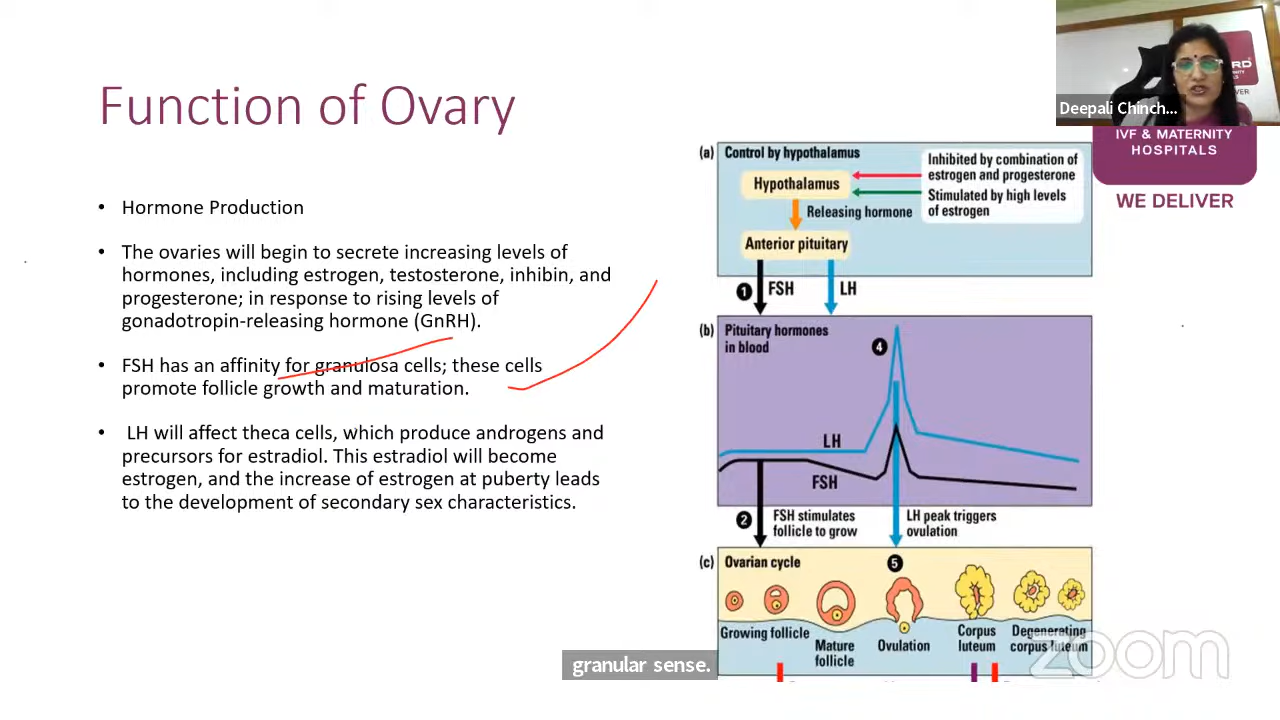 Function of Ovary
• Hormone Production
• The ovaries will begin to secrete increasing levels of
hormones, including estrogen, testosterone, inhibin, and
progesterone; in response to rising levels of
gonadotropin-releasing hormone (GnRH).
• FSH has an affinity for granulosa cells; these cells
promote follicle growth and maturation.
• LH will affect theca cells, which produce androgens and
precursors for estradiol. This estradiol will become
estrogen, and the increase of estrogen at puberty leads
to the development of secondary sex characteristics.
Deepali Chinch...
IVF & MATERNITY
HOSPITALS
WE DELIVER
(a) Control by hypothalamus
Inhibited by combination of
estrogen and progesterone
Hypothalamus
Stimulated by high levels
of estrogen
Releasing hormone
Anterior pituitary
1 FSH LH
(b) Pituitary hormones
in blood
4
LH
FSH
2 FSH stimulates
follicle to grow
LH peak triggers
ovulation
(c) Ovarian cycle
5
Growing follicle
Mature
follicle
Ovulation
Corpus
luteum
Degenerating
corpus luteum
zoom
granular sense.